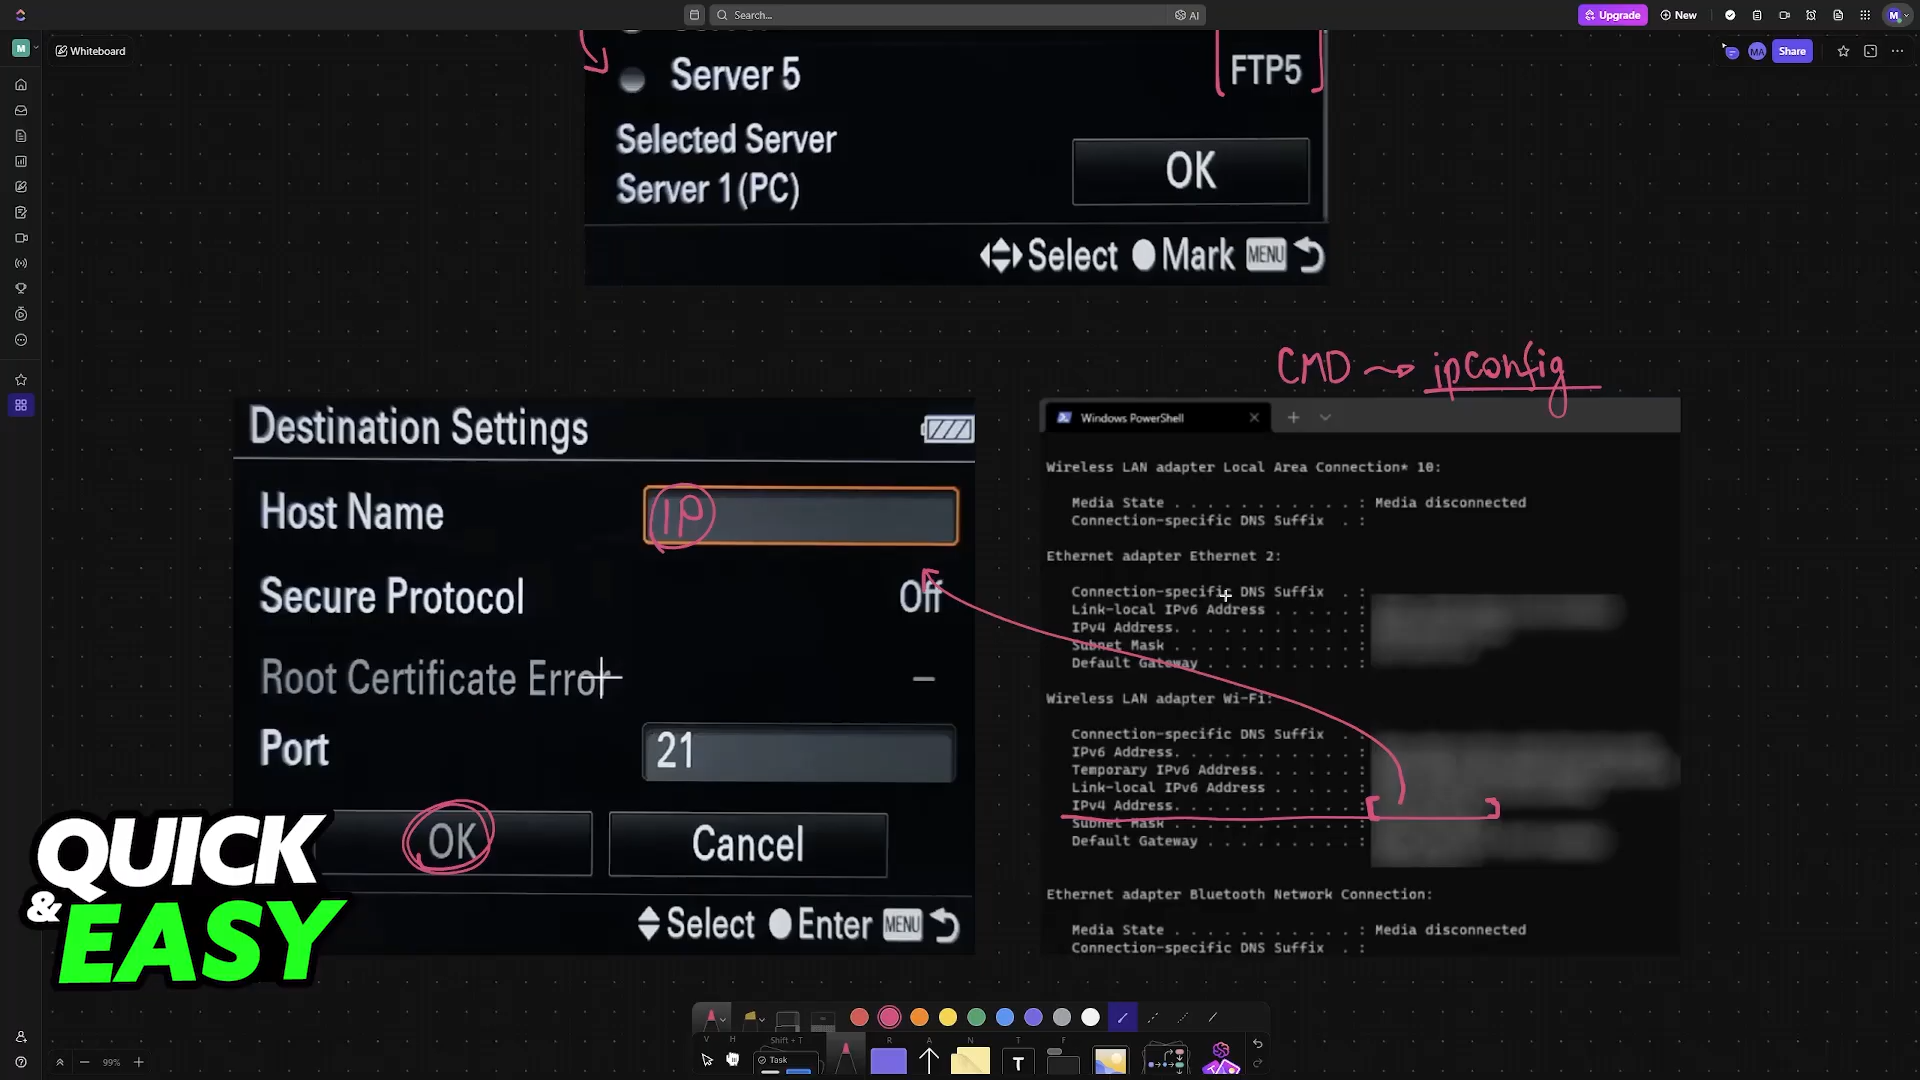 Search...
AI
Upgrade
New
M
M
Whiteboard
MA
Share
Server 5
FTP5
Selected Server
Server 1 (PC)
OK
Select
Mark
MENU
CMD → ipconfig
Destination Settings
Host Name
IP
Secure Protocol
Off
Root Certificate Error
–
Port
21
OK
Cancel
Select
Enter
MENU
Windows PowerShell
Wireless LAN adapter Local Area Connection* 10:
Media State . . . . . . . . . . . : Media disconnected
Connection-specific DNS Suffix . :
Ethernet adapter Ethernet 2:
Connection-specific DNS Suffix . :
Link-local IPv6 Address . . . . . :
IPv4 Address. . . . . . . . . . . :
Subnet Mask . . . . . . . . . . . :
Default Gateway . . . . . . . . . :
Wireless LAN adapter Wi-Fi:
Connection-specific DNS Suffix . :
IPv6 Address. . . . . . . . . . . :
Temporary IPv6 Address. . . . . . :
Link-local IPv6 Address . . . . . :
IPv4 Address. . . . . . . . . . . :
Subnet Mask . . . . . . . . . . . :
Default Gateway . . . . . . . . . :
Ethernet adapter Bluetooth Network Connection:
Media State . . . . . . . . . . . : Media disconnected
Connection-specific DNS Suffix . :
QUICK
& EASY
99%
V
H
Shift + T
Task
R
A
N
T
F
T